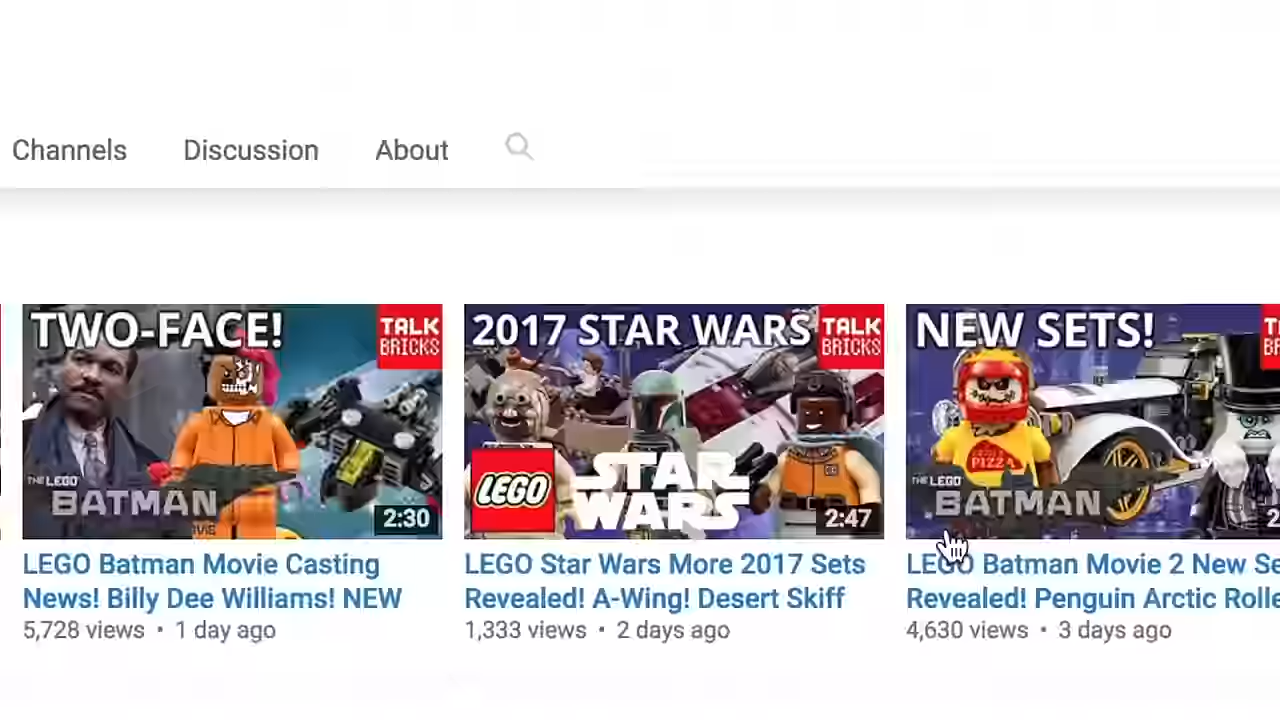 Channels Discussion About
TWO-FACE!
TALK
BRICKS
THE LEGO
BATMAN
MOVIE
2:30
LEGO Batman Movie Casting
News! Billy Dee Williams! NEW
5,728 views • 1 day ago
2017 STAR WARS
TALK
BRICKS
LEGO
STAR
WARS
2:47
LEGO Star Wars More 2017 Sets
Revealed! A-Wing! Desert Skiff
1,333 views • 2 days ago
NEW SETS!
PIZZA
THE LEGO
BATMAN
LEGO Batman Movie 2 New Se
Revealed! Penguin Arctic Rolle
4,630 views • 3 days ago